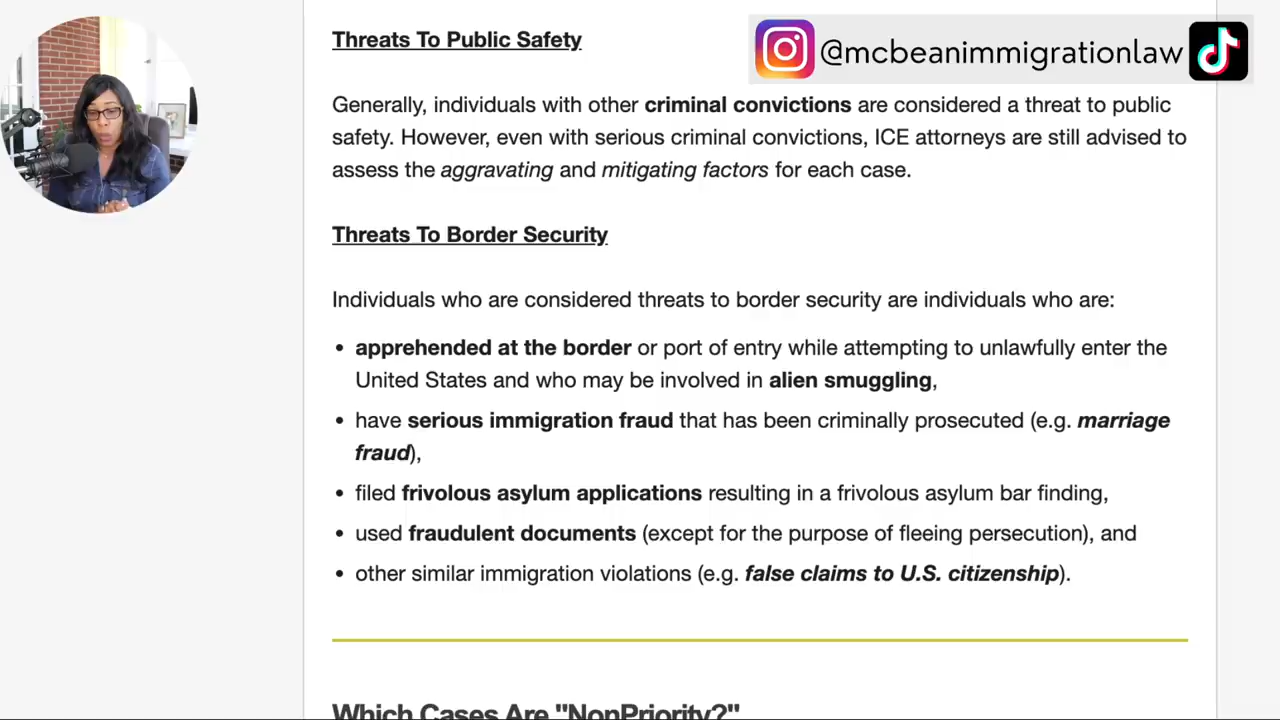 @mcbeanimmigrationlaw
Threats To Public Safety
Generally, individuals with other criminal convictions are considered a threat to public
safety. However, even with serious criminal convictions, ICE attorneys are still advised to
assess the aggravating and mitigating factors for each case.
Threats To Border Security
Individuals who are considered threats to border security are individuals who are:
• apprehended at the border or port of entry while attempting to unlawfully enter the
United States and who may be involved in alien smuggling,
• have serious immigration fraud that has been criminally prosecuted (e.g. marriage
fraud),
• filed frivolous asylum applications resulting in a frivolous asylum bar finding,
• used fraudulent documents (except for the purpose of fleeing persecution), and
• other similar immigration violations (e.g. false claims to U.S. citizenship).
Which Cases Are "NonPriority?"